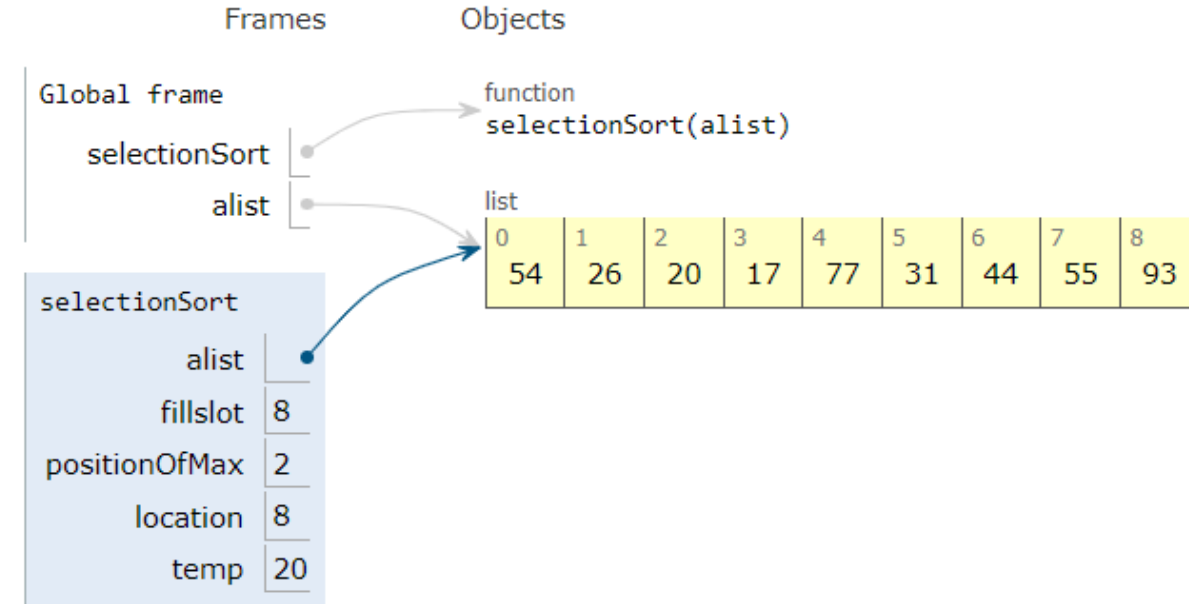 Frames Objects
Global frame
selectionSort
alist
function
selectionSort(alist)
list
0 1 2 3 4 5 6 7 8
54 26 20 17 77 31 44 55 93
selectionSort
alist
fillslot 8
positionOfMax 2
location 8
temp 20